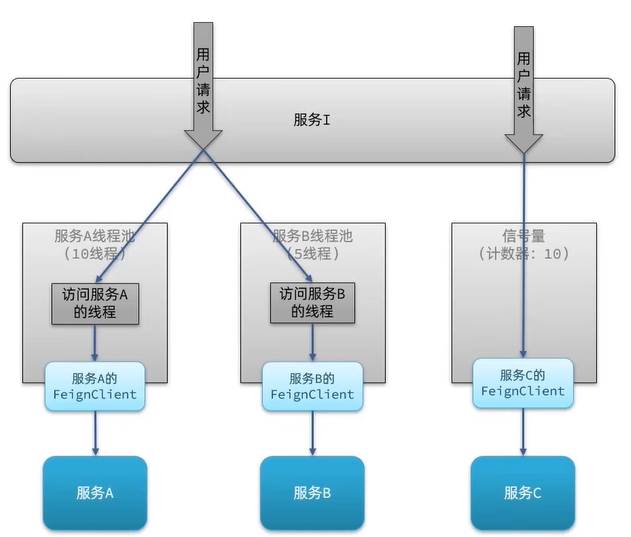 用户请求
用户请求
服务I
服务A线程池
(10线程)
服务B线程池
(5线程)
信号量
(计数器: 10)
访问服务A
的线程
访问服务B
的线程
服务A的
FeignClient
服务B的
FeignClient
服务C的
FeignClient
服务A
服务B
服务C